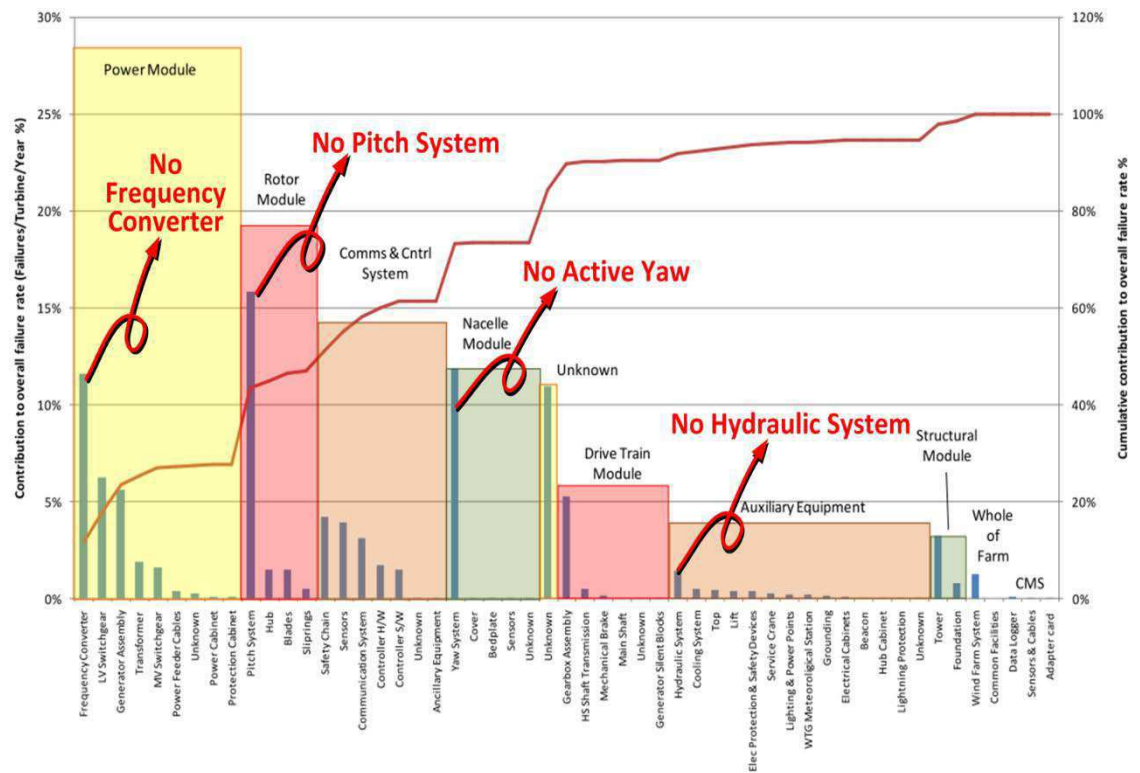 30%
25%
20%
15%
10%
5%
0%
Contribution to overall failure rate (Failures/Turbine/Year %)
120%
100%
80%
60%
40%
20%
0%
Cumulative contribution to overall failure rate %
Power Module
No
Frequency
Converter
No Pitch System
Rotor
Module
Comms & Cntrl
System
No Active Yaw
Nacelle
Module
Unknown
No Hydraulic System
Drive Train
Module
Auxiliary Equipment
Structural
Module
Whole
of
Farm
CMS
Frequency Converter
LV Switchgear
Generator Assembly
Transformer
MV Switchgear
Power Feeder Cables
Unknown
Power Cabinet
Protection Cabinet
Pitch System
Hub
Blades
Sliprings
Safety Chain
Sensors
Communication System
Controller H/W
Controller S/W
Unknown
Ancillary Equipment
Yaw System
Cover
Bedplate
Sensors
Unknown
Unknown
Gearbox Assembly
HS Shaft Transmission
Mechanical Brake
Main Shaft
Unknown
Generator Silent Blocks
Hydraulic System
Cooling System
Top
Lift
Elec Protection & Safety Devices
Service Crane
Lighting & Power Points
WTG Meteorological Station
Grounding
Electrical Cabinets
Beacon
Hub Cabinet
Lightning Protection
Unknown
Tower
Foundation
Wind Farm System
Common Facilities
Data Logger
Sensors & Cables
Adapter card